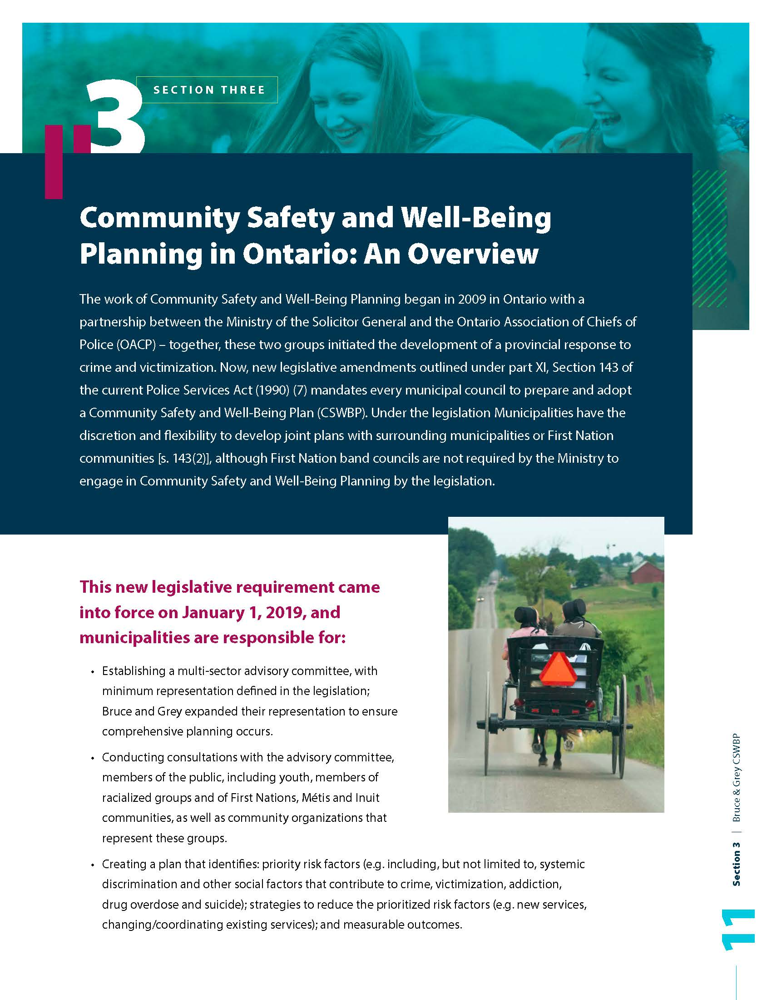 3
SECTION THREE
Community Safety and Well-Being
Planning in Ontario: An Overview
The work of Community Safety and Well-Being Planning began in 2009 in Ontario with a
partnership between the Ministry of the Solicitor General and the Ontario Association of Chiefs of
Police (OACP) – together, these two groups initiated the development of a provincial response to
crime and victimization. Now, new legislative amendments outlined under part XI, Section 143 of
the current Police Services Act (1990) (7) mandates every municipal council to prepare and adopt
a Community Safety and Well-Being Plan (CSWBP). Under the legislation Municipalities have the
discretion and flexibility to develop joint plans with surrounding municipalities or First Nation
communities [s. 143(2)], although First Nation band councils are not required by the Ministry to
engage in Community Safety and Well-Being Planning by the legislation.
This new legislative requirement came
into force on January 1, 2019, and
municipalities are responsible for:
• Establishing a multi-sector advisory committee, with
minimum representation defined in the legislation;
Bruce and Grey expanded their representation to ensure
comprehensive planning occurs.
• Conducting consultations with the advisory committee,
members of the public, including youth, members of
racialized groups and of First Nations, Métis and Inuit
communities, as well as community organizations that
represent these groups.
• Creating a plan that identifies: priority risk factors (e.g. including, but not limited to, systemic
discrimination and other social factors that contribute to crime, victimization, addiction,
drug overdose and suicide); strategies to reduce the prioritized risk factors (e.g. new services,
changing/coordinating existing services); and measurable outcomes.
11 Section 3 | Bruce & Grey CSWBP